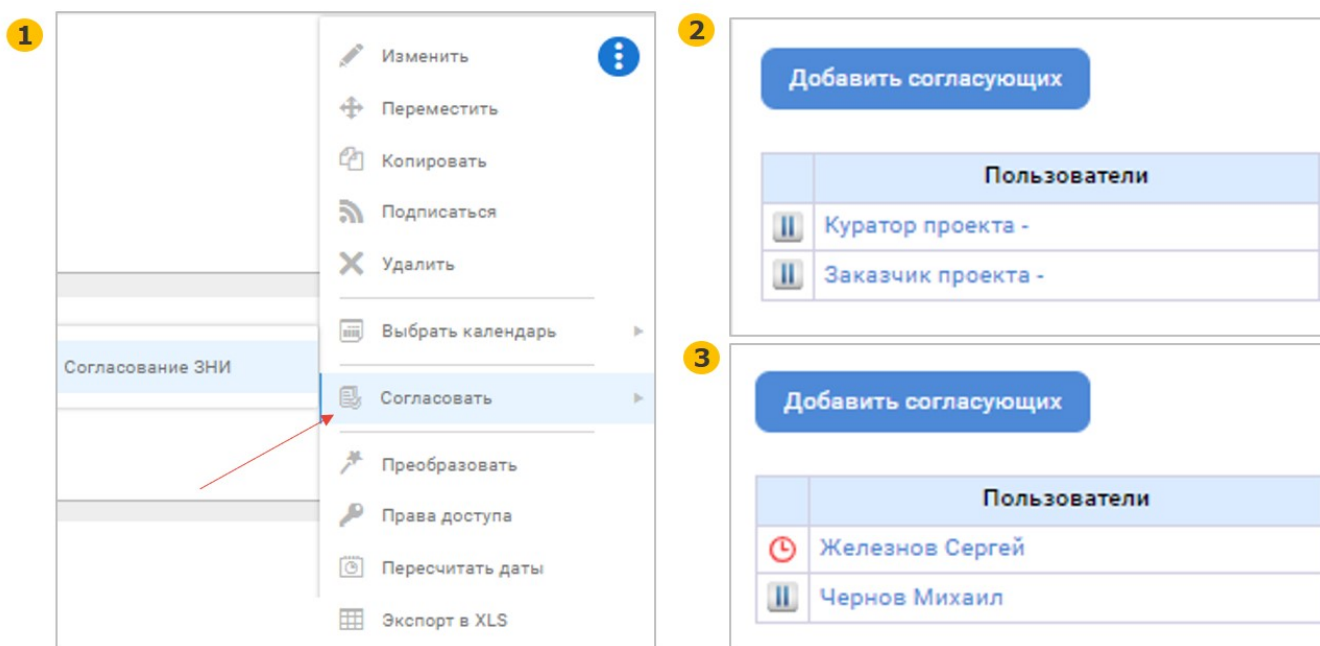 1
Изменить
Переместить
Копировать
Подписаться
Удалить
Выбрать календарь
Согласование ЗНИ
Согласовать
Преобразовать
Права доступа
Пересчитать даты
Экспорт в XLS
2
Добавить согласующих
Пользователи
Куратор проекта -
Заказчик проекта -
3
Добавить согласующих
Пользователи
Железнов Сергей
Чернов Михаил